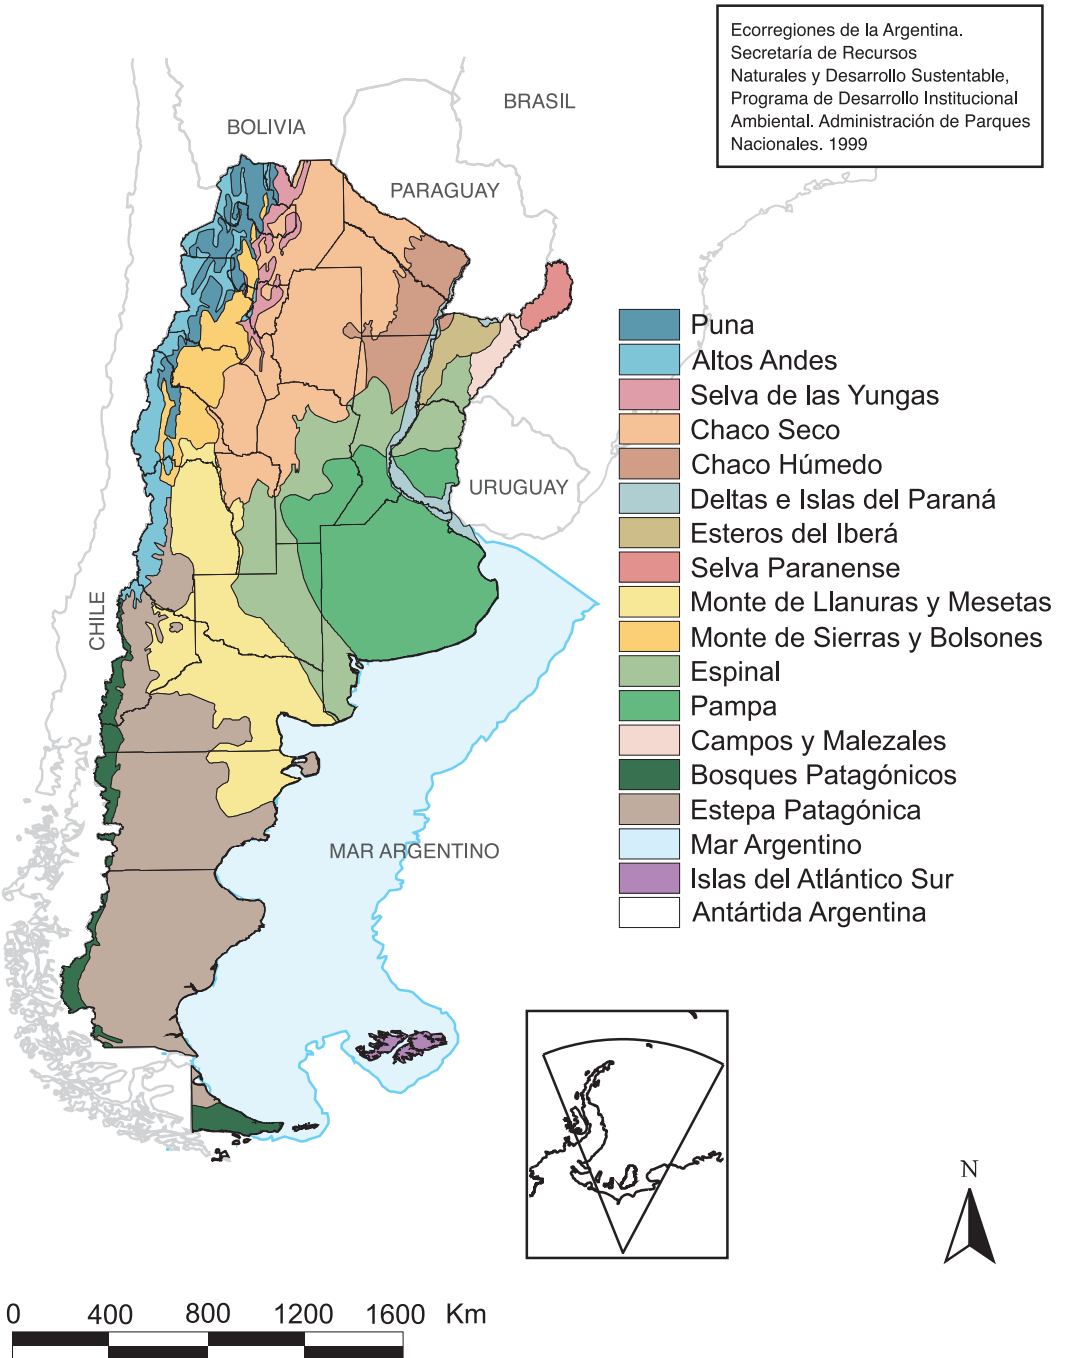 Ecorregiones de la Argentina.
Secretaría de Recursos
Naturales y Desarrollo Sustentable,
Programa de Desarrollo Institucional
Ambiental. Administración de Parques
Nacionales. 1999
BRASIL
BOLIVIA
PARAGUAY
URUGUAY
CHILE
MAR ARGENTINO
Puna
Altos Andes
Selva de las Yungas
Chaco Seco
Chaco Húmedo
Deltas e Islas del Paraná
Esteros del Iberá
Selva Paranense
Monte de Llanuras y Mesetas
Monte de Sierras y Bolsones
Espinal
Pampa
Campos y Malezales
Bosques Patagónicos
Estepa Patagónica
Mar Argentino
Islas del Atlántico Sur
Antártida Argentina
N
0 400 800 1200 1600 Km